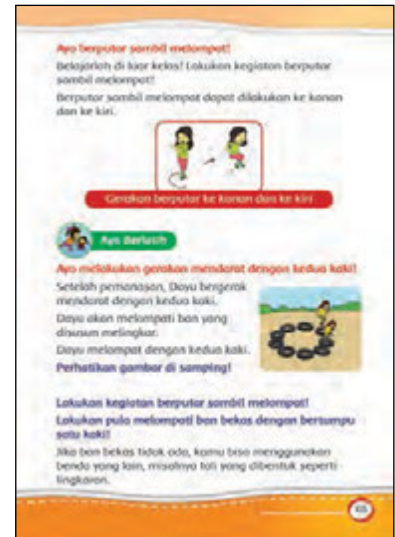 Ayo berputar sambil melompat!
Belajarlah di luar kelas! Lakukan kegiatan berputar
sambil melompat!
Berputar sambil melompat dapat dilakukan ke kanan
dan ke kiri.
Gerakan berputar ke kanan dan ke kiri
Ayo Berlatih
Ayo melakukan gerakan mendarat dengan kedua kaki!
Setelah pemanasan, Dayu bergerak
mendarat dengan kedua kaki.
Dayu akan melompati ban yang
disusun melingkar.
Dayu melompat dengan kedua kaki.
Perhatikan gambar di samping!
Lakukan kegiatan berputar sambil melompat!
Lakukan pula melompati ban bekas dengan bertumpu
satu kaki!
Jika ban bekas tidak ada, kamu bisa menggunakan
benda yang lain, misalnya tali yang dibentuk seperti
lingkaran.